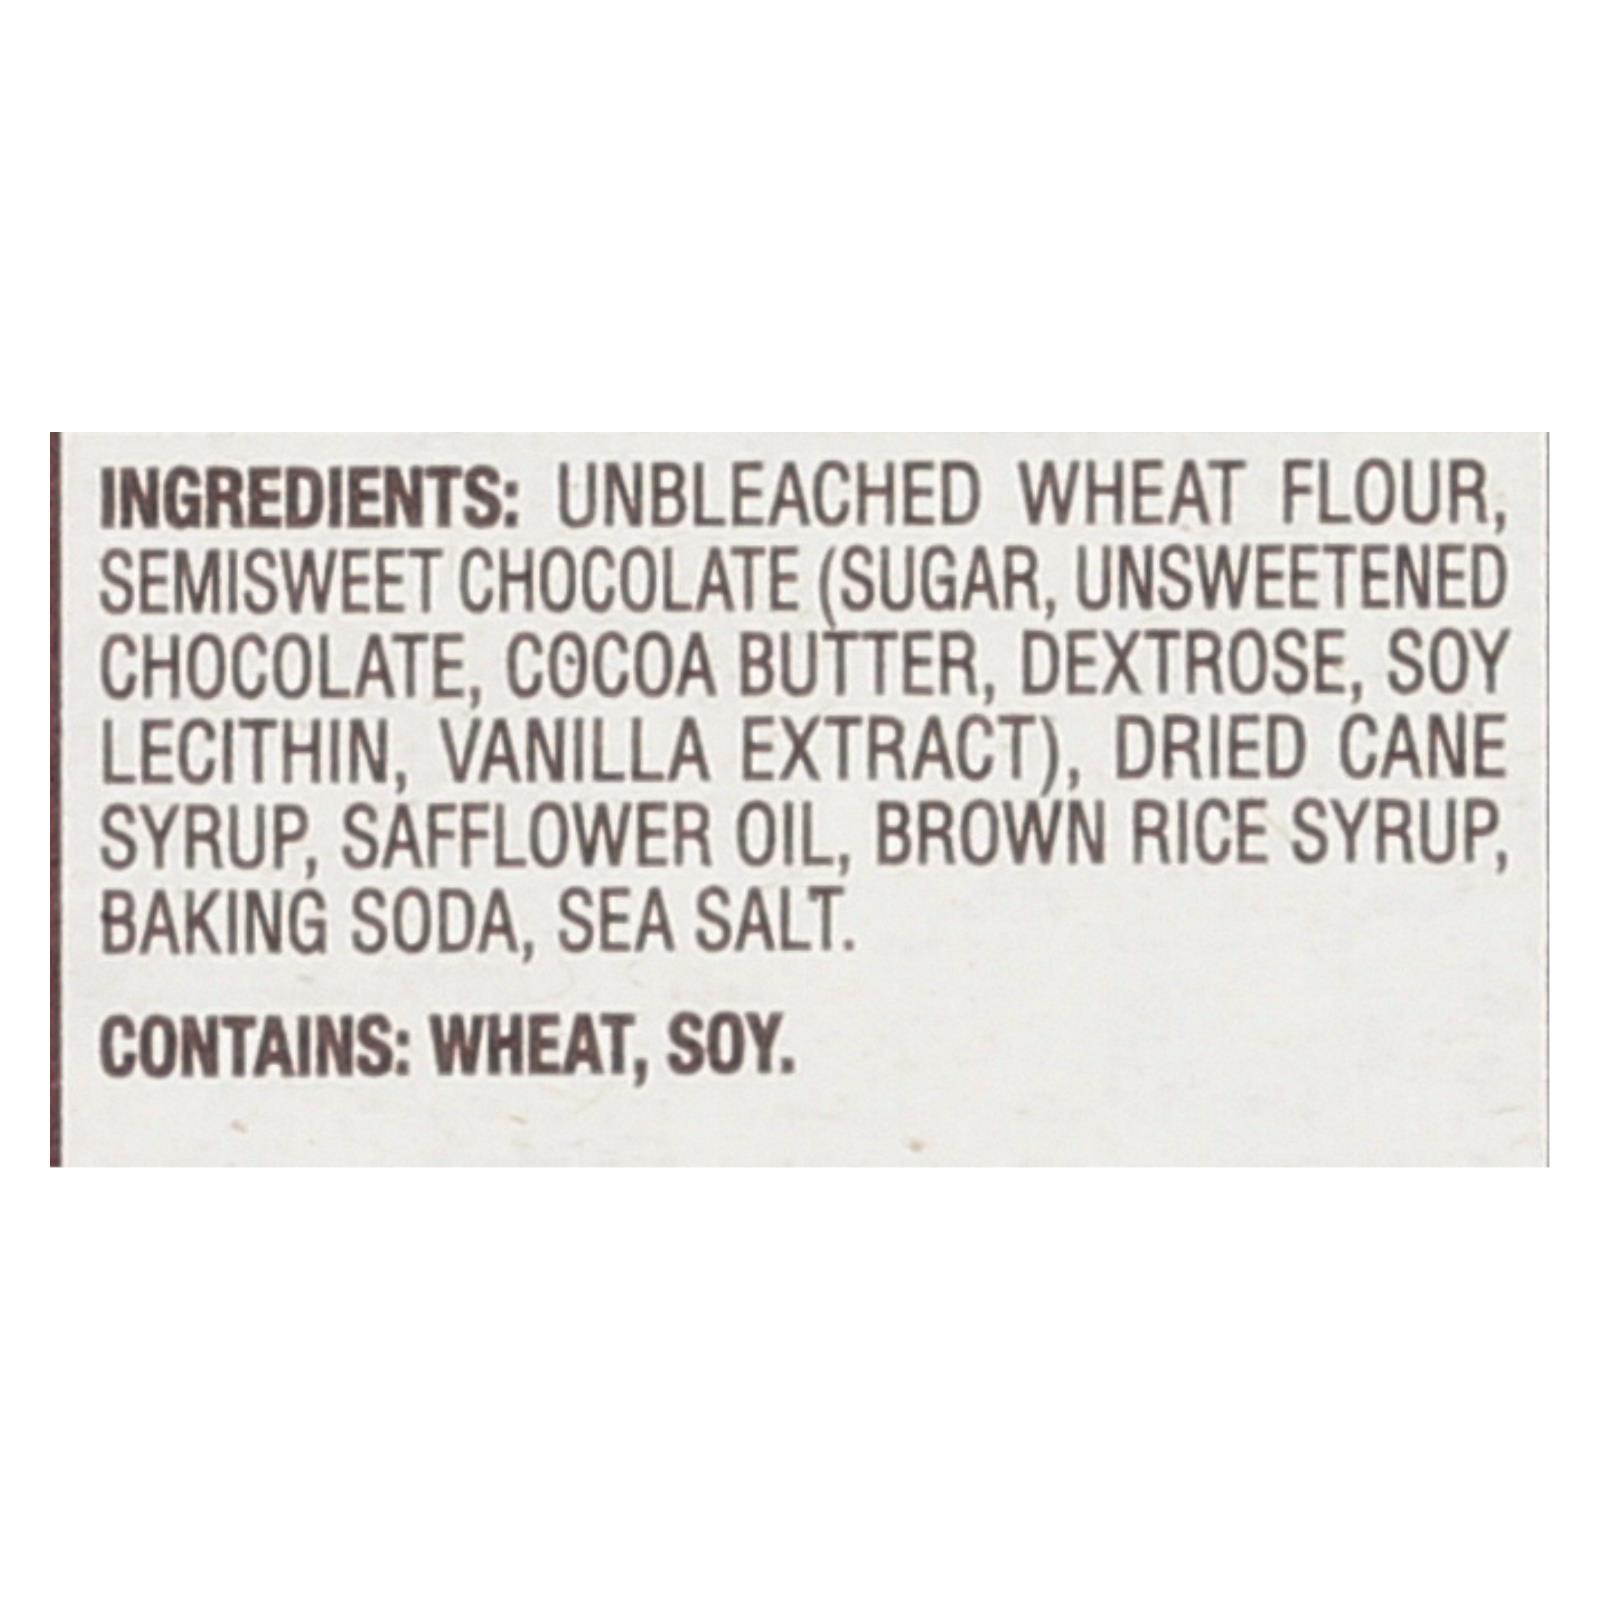 INGREDIENTS: UNBLEACHED WHEAT FLOUR,
SEMISWEET CHOCOLATE (SUGAR, UNSWEETENED
CHOCOLATE, COCOA BUTTER, DEXTROSE, SOY
LECITHIN, VANILLA EXTRACT), DRIED CANE
SYRUP, SAFFLOWER OIL, BROWN RICE SYRUP,
BAKING SODA, SEA SALT.
CONTAINS: WHEAT, SOY.